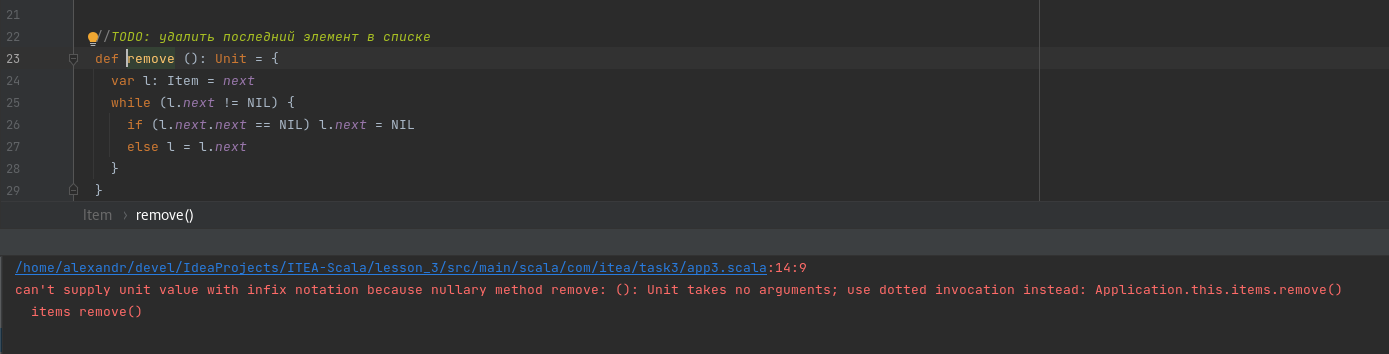 21
22 //TODO: удалить последний элемент в списке
23 def remove (): Unit = {
24 var l: Item = next
25 while (l.next != NIL) {
26 if (l.next.next == NIL) l.next = NIL
27 else l = l.next
28 }
29 }
Item › remove()
/home/alexandr/devel/IdeaProjects/ITEA-Scala/lesson_3/src/main/scala/com/itea/task3/app3.scala:14:9
can't supply unit value with infix notation because nullary method remove: (): Unit takes no arguments; use dotted invocation instead: Application.this.items.remove()
items remove()